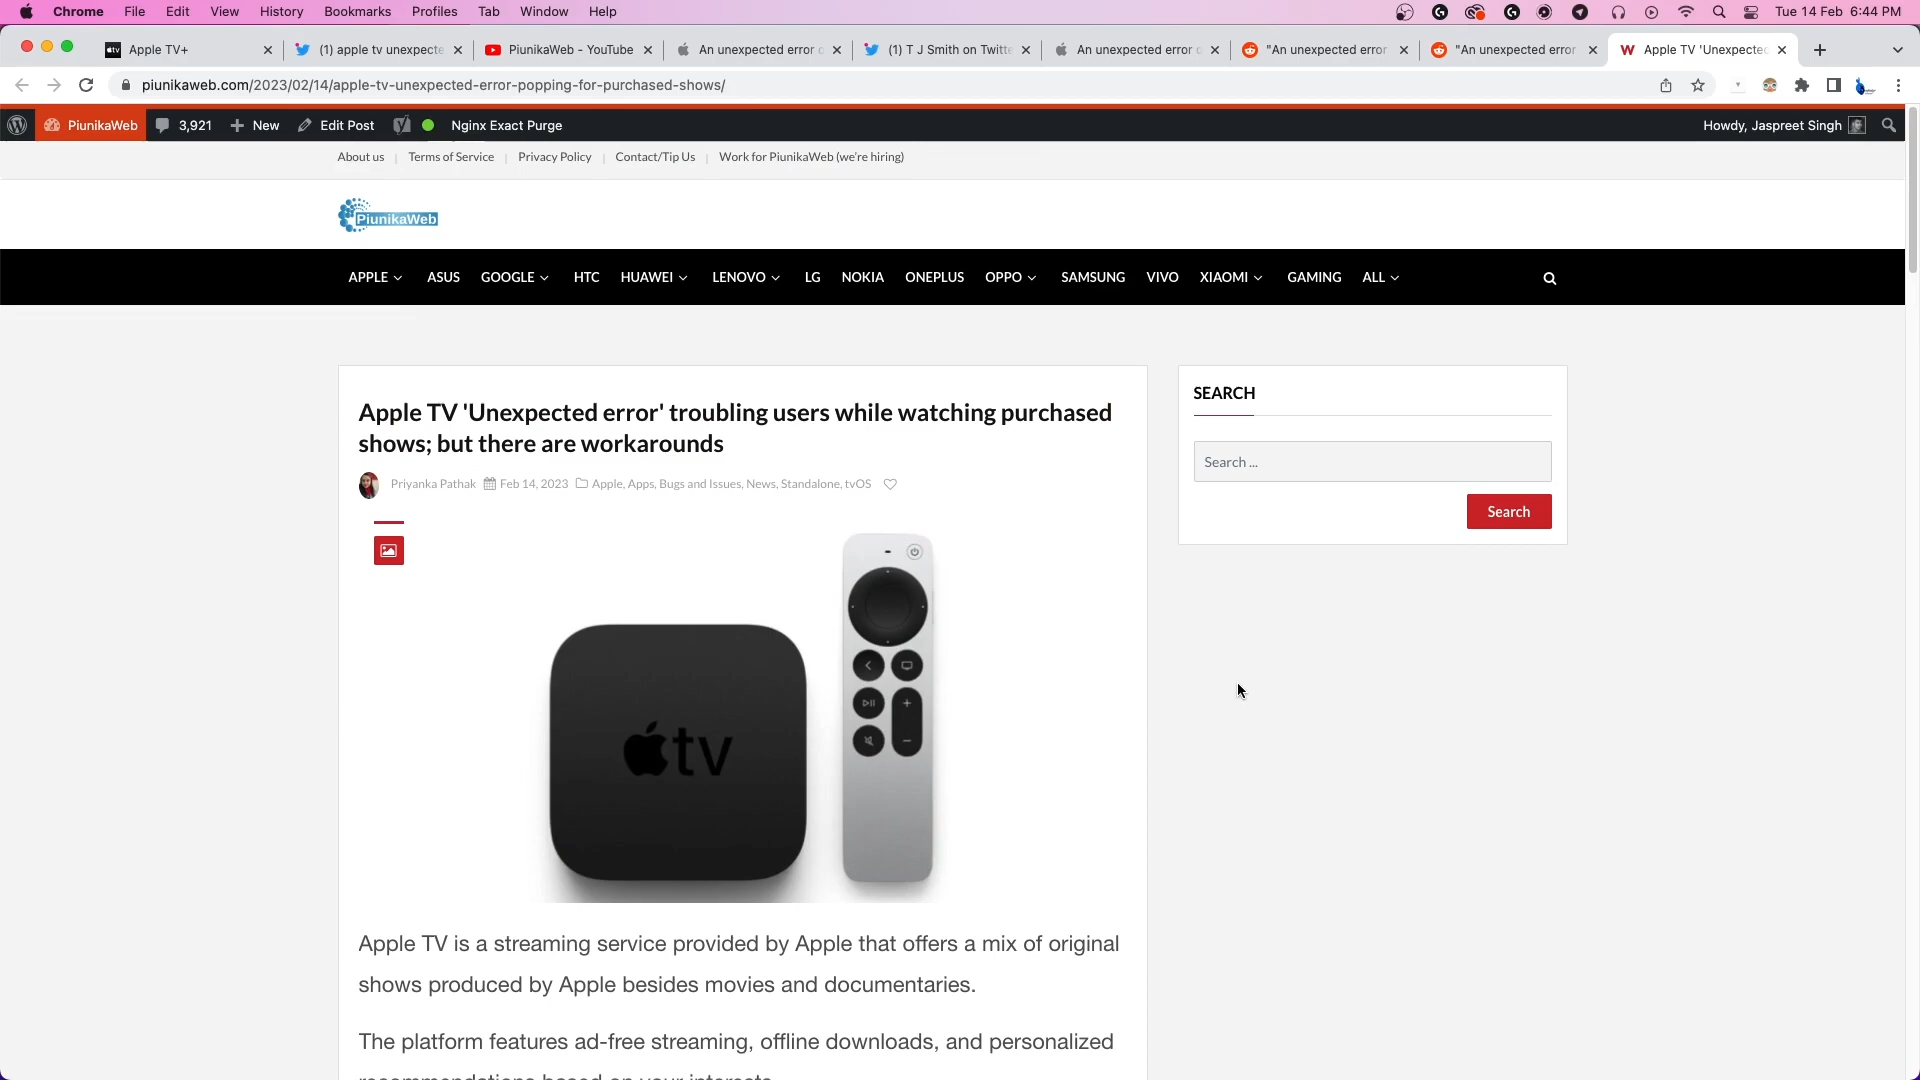 Chrome File Edit View History Bookmarks Profiles Tab Window Help Tue 14 Feb 6:44 PM
Apple TV+ (1) apple tv unexpecte PiunikaWeb - YouTube An unexpected error (1) T J Smith on Twitte An unexpected error "An unexpected error "An unexpected error Apple TV 'Unexpected
piunikaweb.com/2023/02/14/apple-tv-unexpected-error-popping-for-purchased-shows/
PiunikaWeb 3,921 New Edit Post Nginx Exact Purge Howdy, Jaspreet Singh
About us Terms of Service Privacy Policy Contact/Tip Us Work for PiunikaWeb (we're hiring)
PiunikaWeb
APPLE ASUS GOOGLE HTC HUAWEI LENOVO LG NOKIA ONEPLUS OPPO SAMSUNG VIVO XIAOMI GAMING ALL
Apple TV 'Unexpected error' troubling users while watching purchased
shows; but there are workarounds
Priyanka Pathak Feb 14, 2023 Apple, Apps, Bugs and Issues, News, Standalone, tvOS
tv
Apple TV is a streaming service provided by Apple that offers a mix of original
shows produced by Apple besides movies and documentaries.
The platform features ad-free streaming, offline downloads, and personalized
SEARCH
Search ...
Search